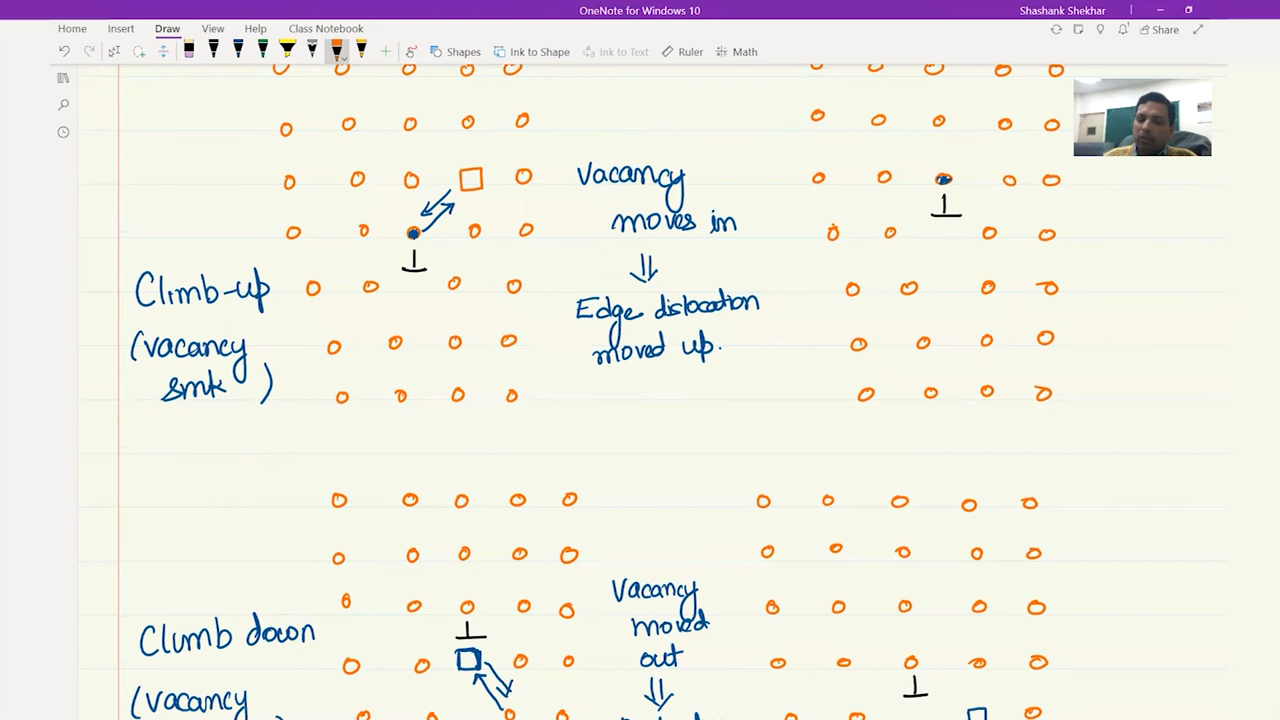 OneNote for Windows 10
Shashank Shekhar
Home Insert Draw View Help Class Notebook
Shapes Ink to Shape Ink to Text Ruler Math
Share
Vacancy
moves in
⇓
Edge dislocation
moved up.
Climb-up
(vacancy
sink)
Climb down
(vacancy
Vacancy
moved
out
⇓